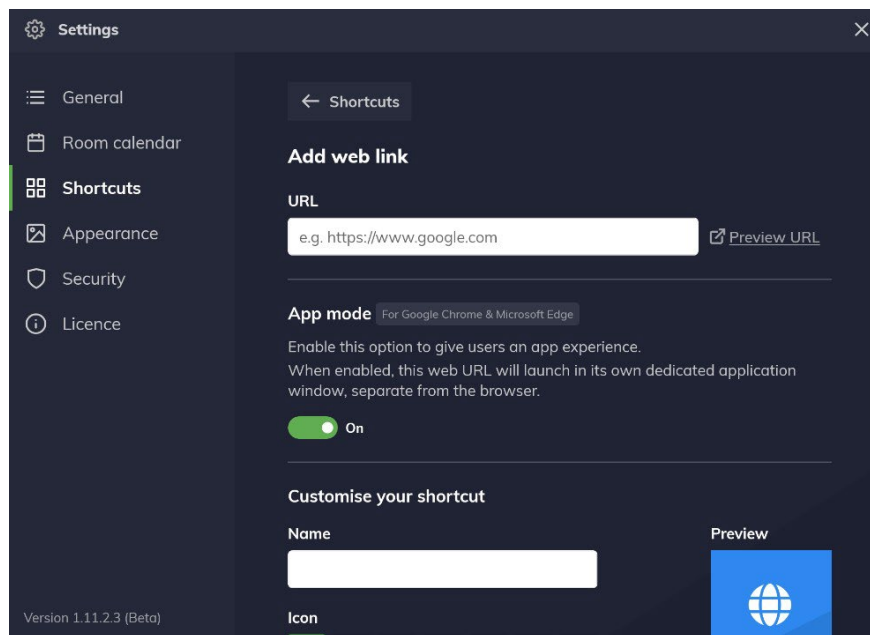 Settings
General
Room calendar
Shortcuts
Appearance
Security
Licence
Version 1.11.2.3 (Beta)
Shortcuts
Add web link
URL
e.g. https://www.google.com
Preview URL
App mode For Google Chrome & Microsoft Edge
Enable this option to give users an app experience.
When enabled, this web URL will launch in its own dedicated application
window, separate from the browser.
On
Customise your shortcut
Name
Preview
Icon